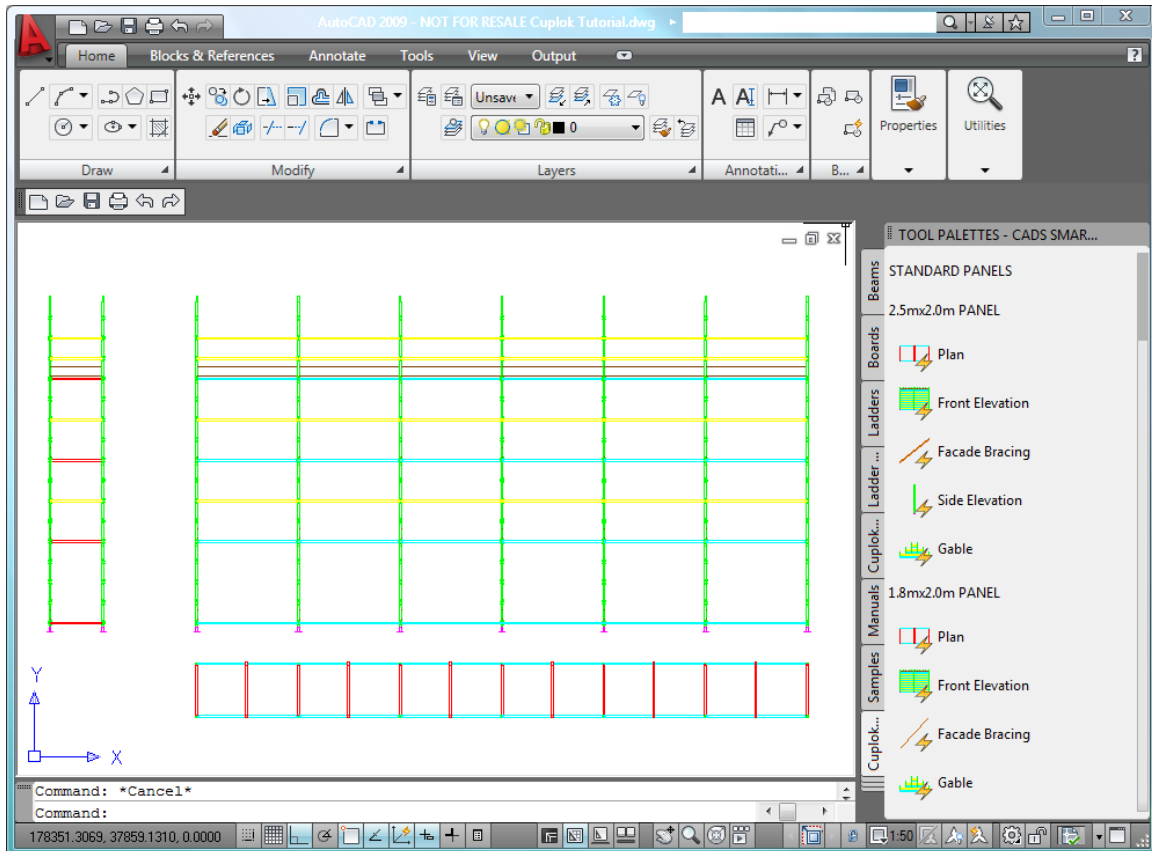 AutoCAD 2009 - NOT FOR RESALE Cuplok Tutorial.dwg
Home Blocks & References Annotate Tools View Output
?
Unsave 
A AI
0
Properties Utilities
Draw Modify Layers Annotati... B...
TOOL PALETTES - CADS SMAR...
Beams
Boards
Ladders
Ladder ...
Cuplok...
Manuals
Samples
Cuplok...
STANDARD PANELS
2.5mx2.0m PANEL
Plan
Front Elevation
Facade Bracing
Side Elevation
Gable
1.8mx2.0m PANEL
Plan
Front Elevation
Facade Bracing
Gable
Y
X
Command: *Cancel*
Command:
178351.3069, 37859.1310, 0.0000 1:50